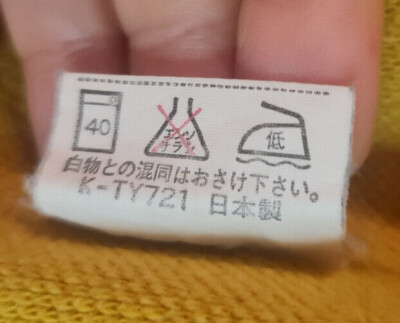 40 エンソサラシ 低
白物との混同はおさけ下さい。
K-TY721 日本製